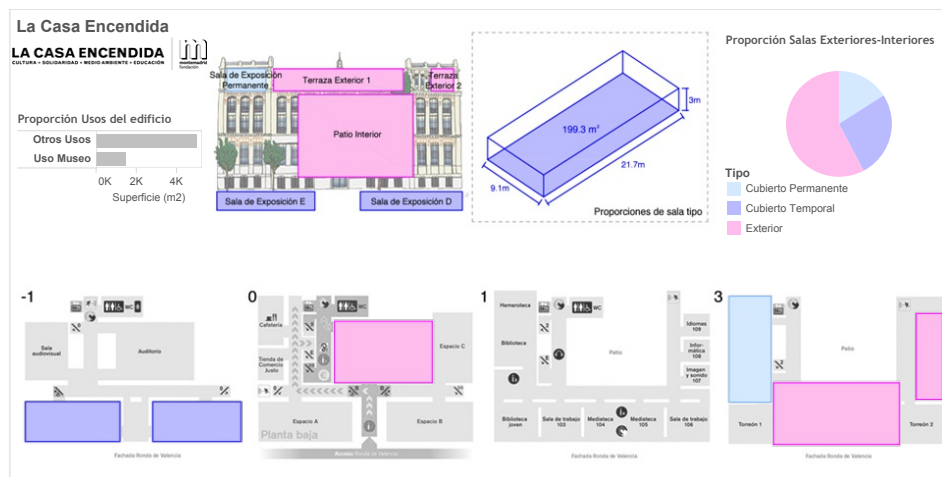 La Casa Encendida
LA CASA ENCENDIDA
CULTURA • SOLIDARIDAD • MEDIO AMBIENTE • EDUCACIÓN
montemadrid
fundación
Proporción Usos del edificio
Otros Usos
Uso Museo
0K 2K 4K
Superficie (m2)
Sala de Exposición
Permanente
Terraza Exterior 1
Terraza
Exterior 2
Patio Interior
Sala de Exposición E
Sala de Exposición D
199.3 m²
3m
21.7m
9.1m
Proporciones de sala tipo
Proporción Salas Exteriores-Interiores
Tipo
Cubierto Permanente
Cubierto Temporal
Exterior
-1
WC
Sala
audiovisual
Auditorio
Fachada Ronda de Valencia
0
WC
Cafetería
Tienda de
Comercio
Justo
Espacio C
Espacio A
Espacio B
Planta baja
Acceso Ronda de Valencia
1
Hemeroteca
WC
Biblioteca
Patio
Idiomas
109
Infor-
mática
108
Imagen
y sonido
107
Biblioteca
joven
Sala de trabajo
103
Mediateca
104
Mediateca
105
Sala de trabajo
106
Fachada Ronda de Valencia
3
Patio
Torreón 1
Torreón 2
Fachada Ronda de Valencia